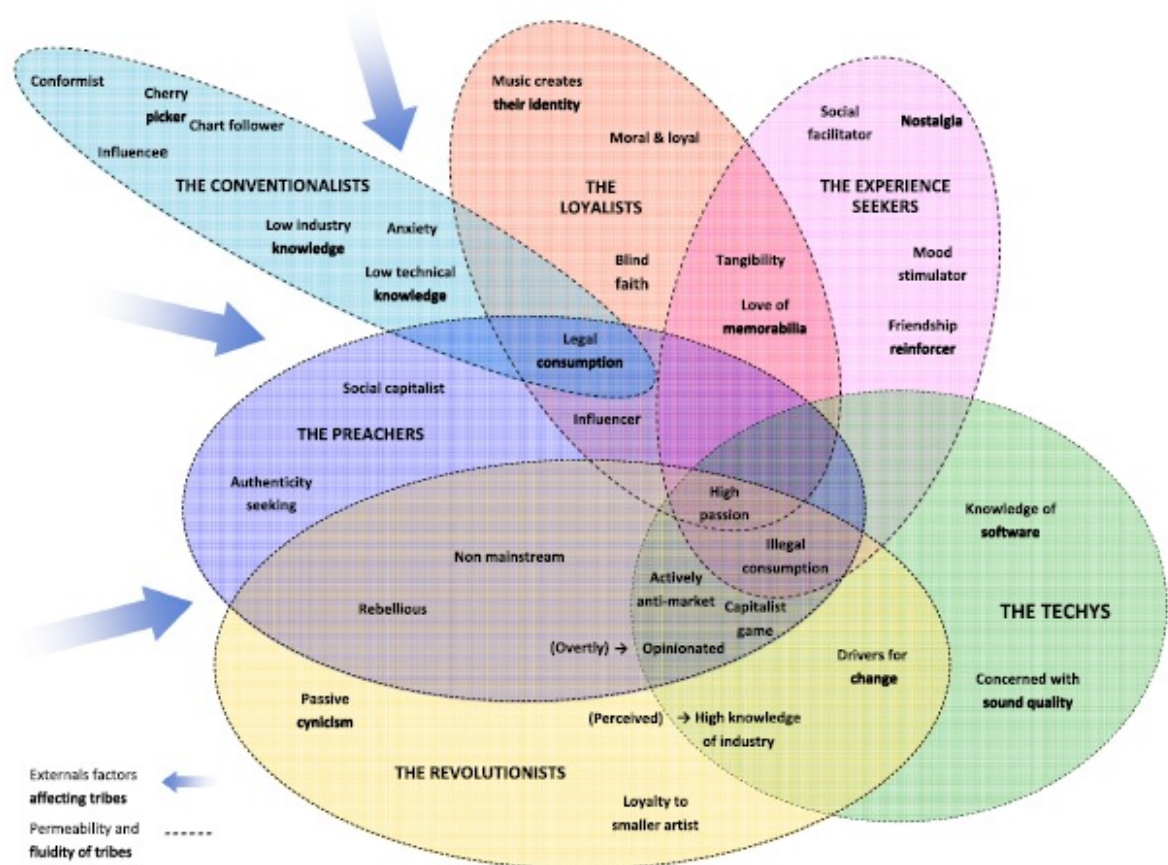 Conformist
Cherry
picker
Chart follower
Influencee
THE CONVENTIONALISTS
Low industry
knowledge
Anxiety
Low technical
knowledge
Music creates
their identity
Moral & loyal
THE
LOYALISTS
Blind
faith
Social
facilitator
Nostalgia
THE EXPERIENCE
SEEKERS
Mood
stimulator
Friendship
reinforcer
Tangibility
Love of
memorabilia
Legal
consumption
Social capitalist
THE PREACHERS
Influencer
Authenticity
seeking
High
passion
Illegal
consumption
Non mainstream
Rebellious
Actively
anti-market
Capitalist
game
(Overtly) → Opinionated
Knowledge of
software
THE TECHYS
Concerned with
sound quality
Drivers for
change
Passive
cynicism
(Perceived) → High knowledge
of industry
THE REVOLUTIONISTS
Loyalty to
smaller artist
Externals factors
affecting tribes
Permeability and
fluidity of tribes